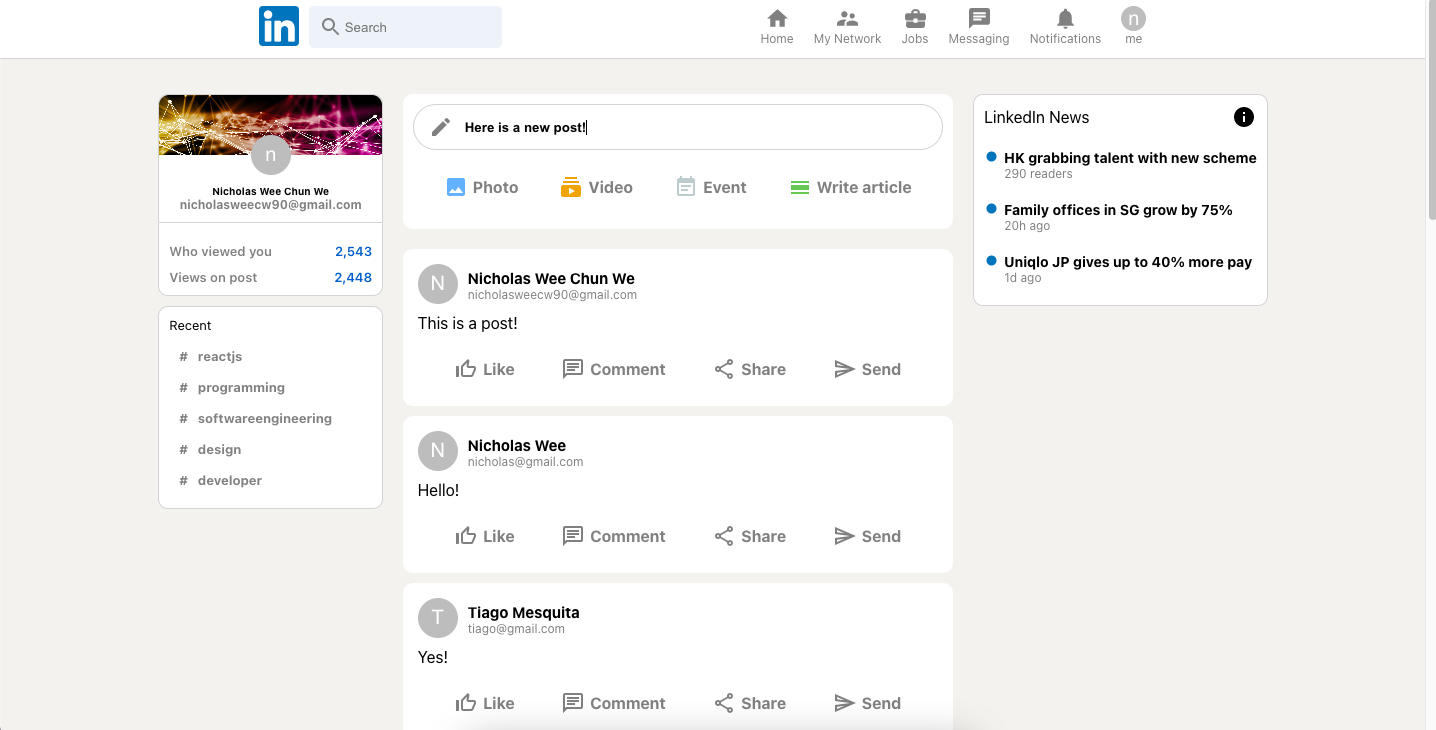 in Search
Home My Network Jobs Messaging Notifications n me
n
Nicholas Wee Chun We
nicholasweecw90@gmail.com
Who viewed you 2,543
Views on post 2,448
Recent
# reactjs
# programming
# softwareengineering
# design
# developer
Here is a new post!
Photo Video Event Write article
N Nicholas Wee Chun We
nicholasweecw90@gmail.com
This is a post!
Like Comment Share Send
N Nicholas Wee
nicholas@gmail.com
Hello!
Like Comment Share Send
T Tiago Mesquita
tiago@gmail.com
Yes!
Like Comment Share Send
LinkedIn News i
HK grabbing talent with new scheme
290 readers
Family offices in SG grow by 75%
20h ago
Uniqlo JP gives up to 40% more pay
1d ago